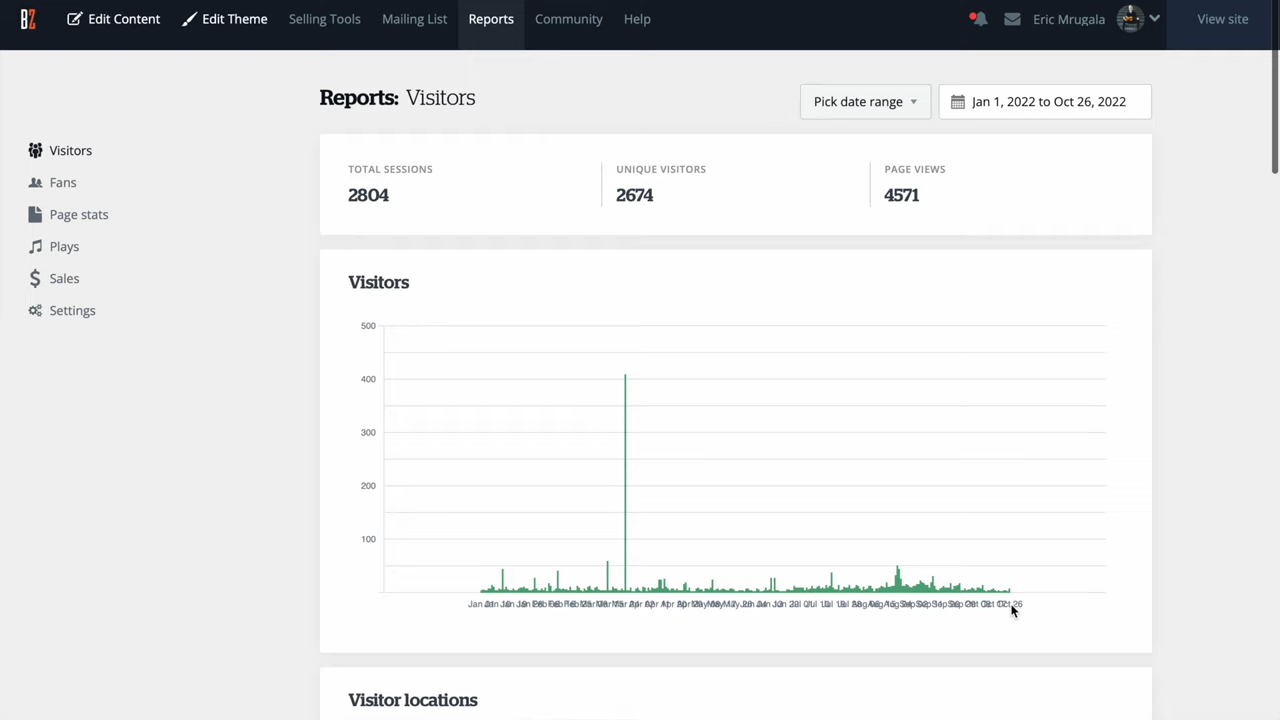 BZ Edit Content Edit Theme Selling Tools Mailing List Reports Community Help Eric Mrugala View site
Reports: Visitors
Pick date range
Jan 1, 2022 to Oct 26, 2022
Visitors
Fans
Page stats
Plays
Sales
Settings
TOTAL SESSIONS
2804
UNIQUE VISITORS
2674
PAGE VIEWS
4571
Visitors
500
400
300
200
100
Visitor locations